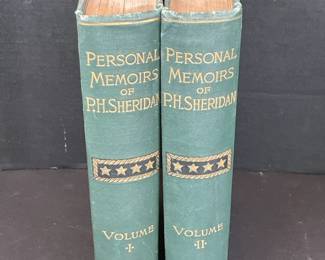 PERSONAL
MEMOIRS
OF
P.H. SHERIDAN
VOLUME
I
PERSONAL
MEMOIRS
OF
P.H. SHERIDAN
VOLUME
II